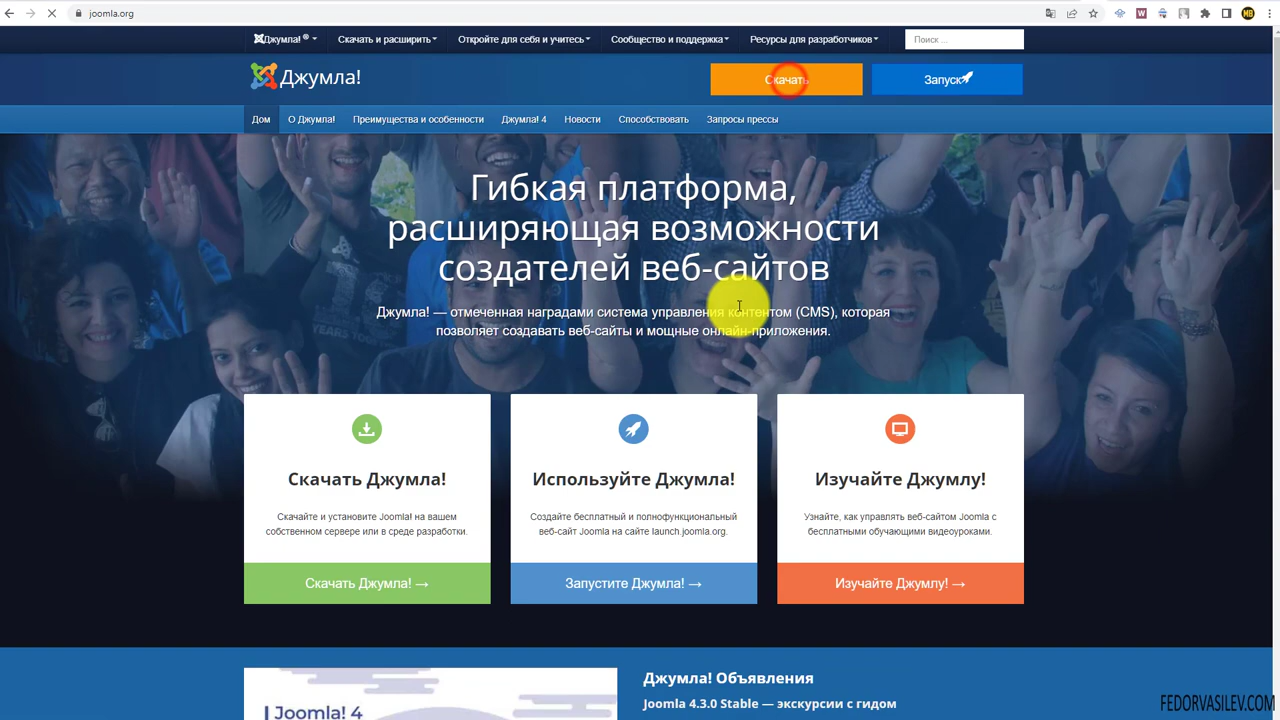 joomla.org
Джумла! ®
Скачать и расширить
Откройте для себя и учитесь
Сообщество и поддержка
Ресурсы для разработчиков
Поиск ...
Джумла!
Скачать
Запуск
Дом
О Джумла!
Преимущества и особенности
Джумла! 4
Новости
Способствовать
Запросы прессы
Гибкая платформа,
расширяющая возможности
создателей веб-сайтов
Джумла! — отмеченная наградами система управления контентом (CMS), которая
позволяет создавать веб-сайты и мощные онлайн-приложения.
Скачать Джумла!
Скачайте и установите Joomla! на вашем
собственном сервере или в среде разработки.
Скачать Джумла! →
Используйте Джумла!
Создайте бесплатный и полнофункциональный
веб-сайт Joomla на сайте launch.joomla.org.
Запустите Джумла! →
Изучайте Джумлу!
Узнайте, как управлять веб-сайтом Joomla с
бесплатными обучающими видеоуроками.
Изучайте Джумлу! →
Joomla! 4
Джумла! Объявления
Joomla 4.3.0 Stable — экскурсии с гидом
FEDORVASILEV.COM